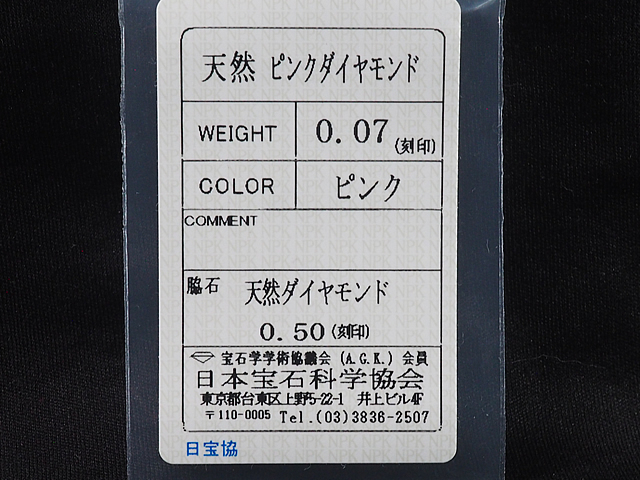 天然 ピンクダイヤモンド
WEIGHT 0.07(刻印)
COLOR ピンク
COMMENT
脇石 天然ダイヤモンド
0.50(刻印)
宝石学学術協議会(A.G.K.)会員
日本宝石科学協会
東京都台東区上野5-22-1 井上ビル4F
〒110-0005 Tel.(03)3836-2507
日宝協